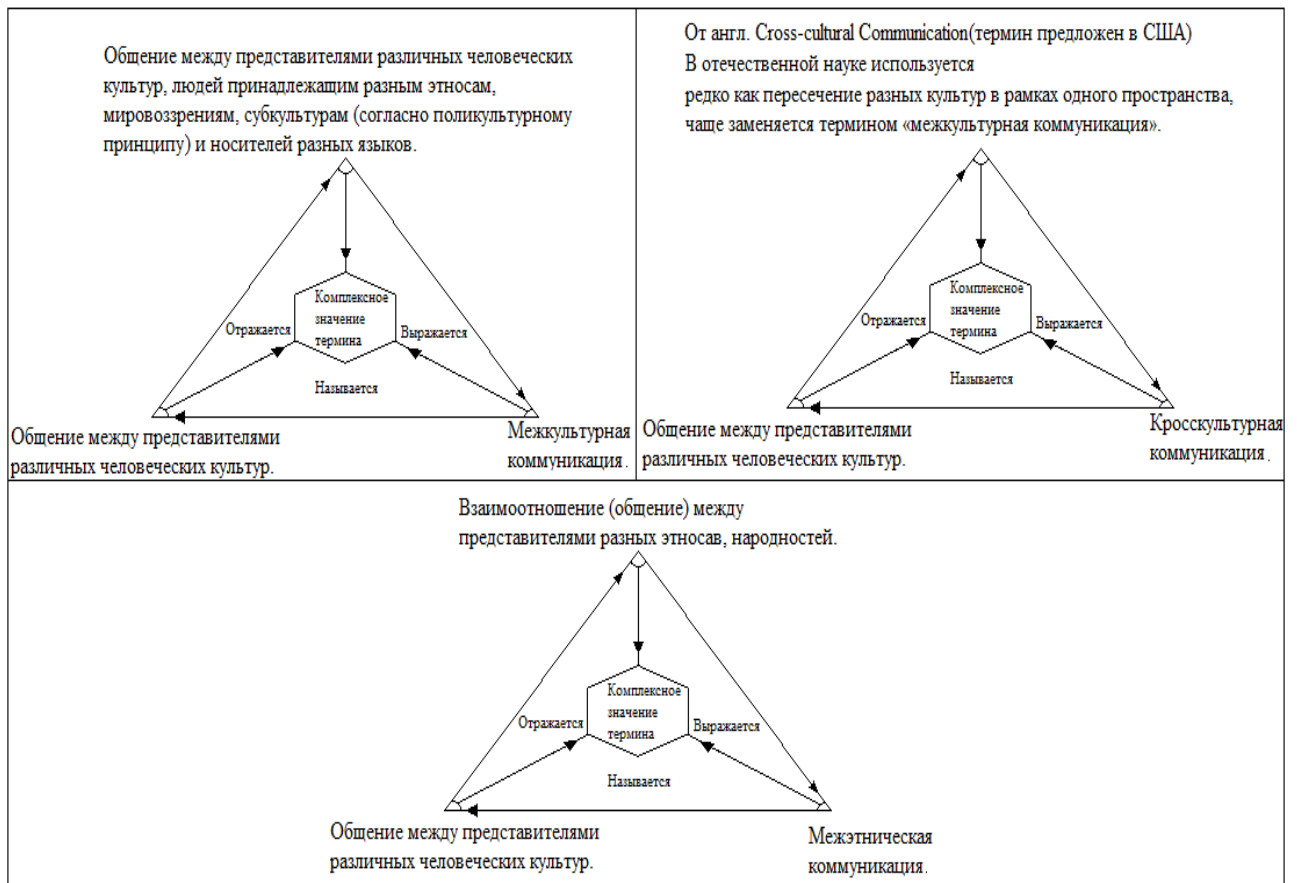 Общение между представителями различных человеческих
культур, людей принадлежащим разным этносам,
мировоззрениям, субкультурам (согласно поликультурному
принципу) и носителей разных языков.
Комплексное
значение
термина
Отражается
Выражается
Называется
Общение между представителями
различных человеческих культур.
Межкультурная
коммуникация.
От англ. Cross-cultural Communication(термин предложен в США)
В отечественной науке используется
редко как пересечение разных культур в рамках одного пространства,
чаще заменяется термином «межкультурная коммуникация».
Комплексное
значение
термина
Отражается
Выражается
Называется
Общение между представителями
различных человеческих культур.
Кросскультурная
коммуникация.
Взаимоотношение (общение) между
представителями разных этносав, народностей.
Комплексное
значение
термина
Отражается
Выражается
Называется
Общение между представителями
различных человеческих культур.
Межэтническая
коммуникация.